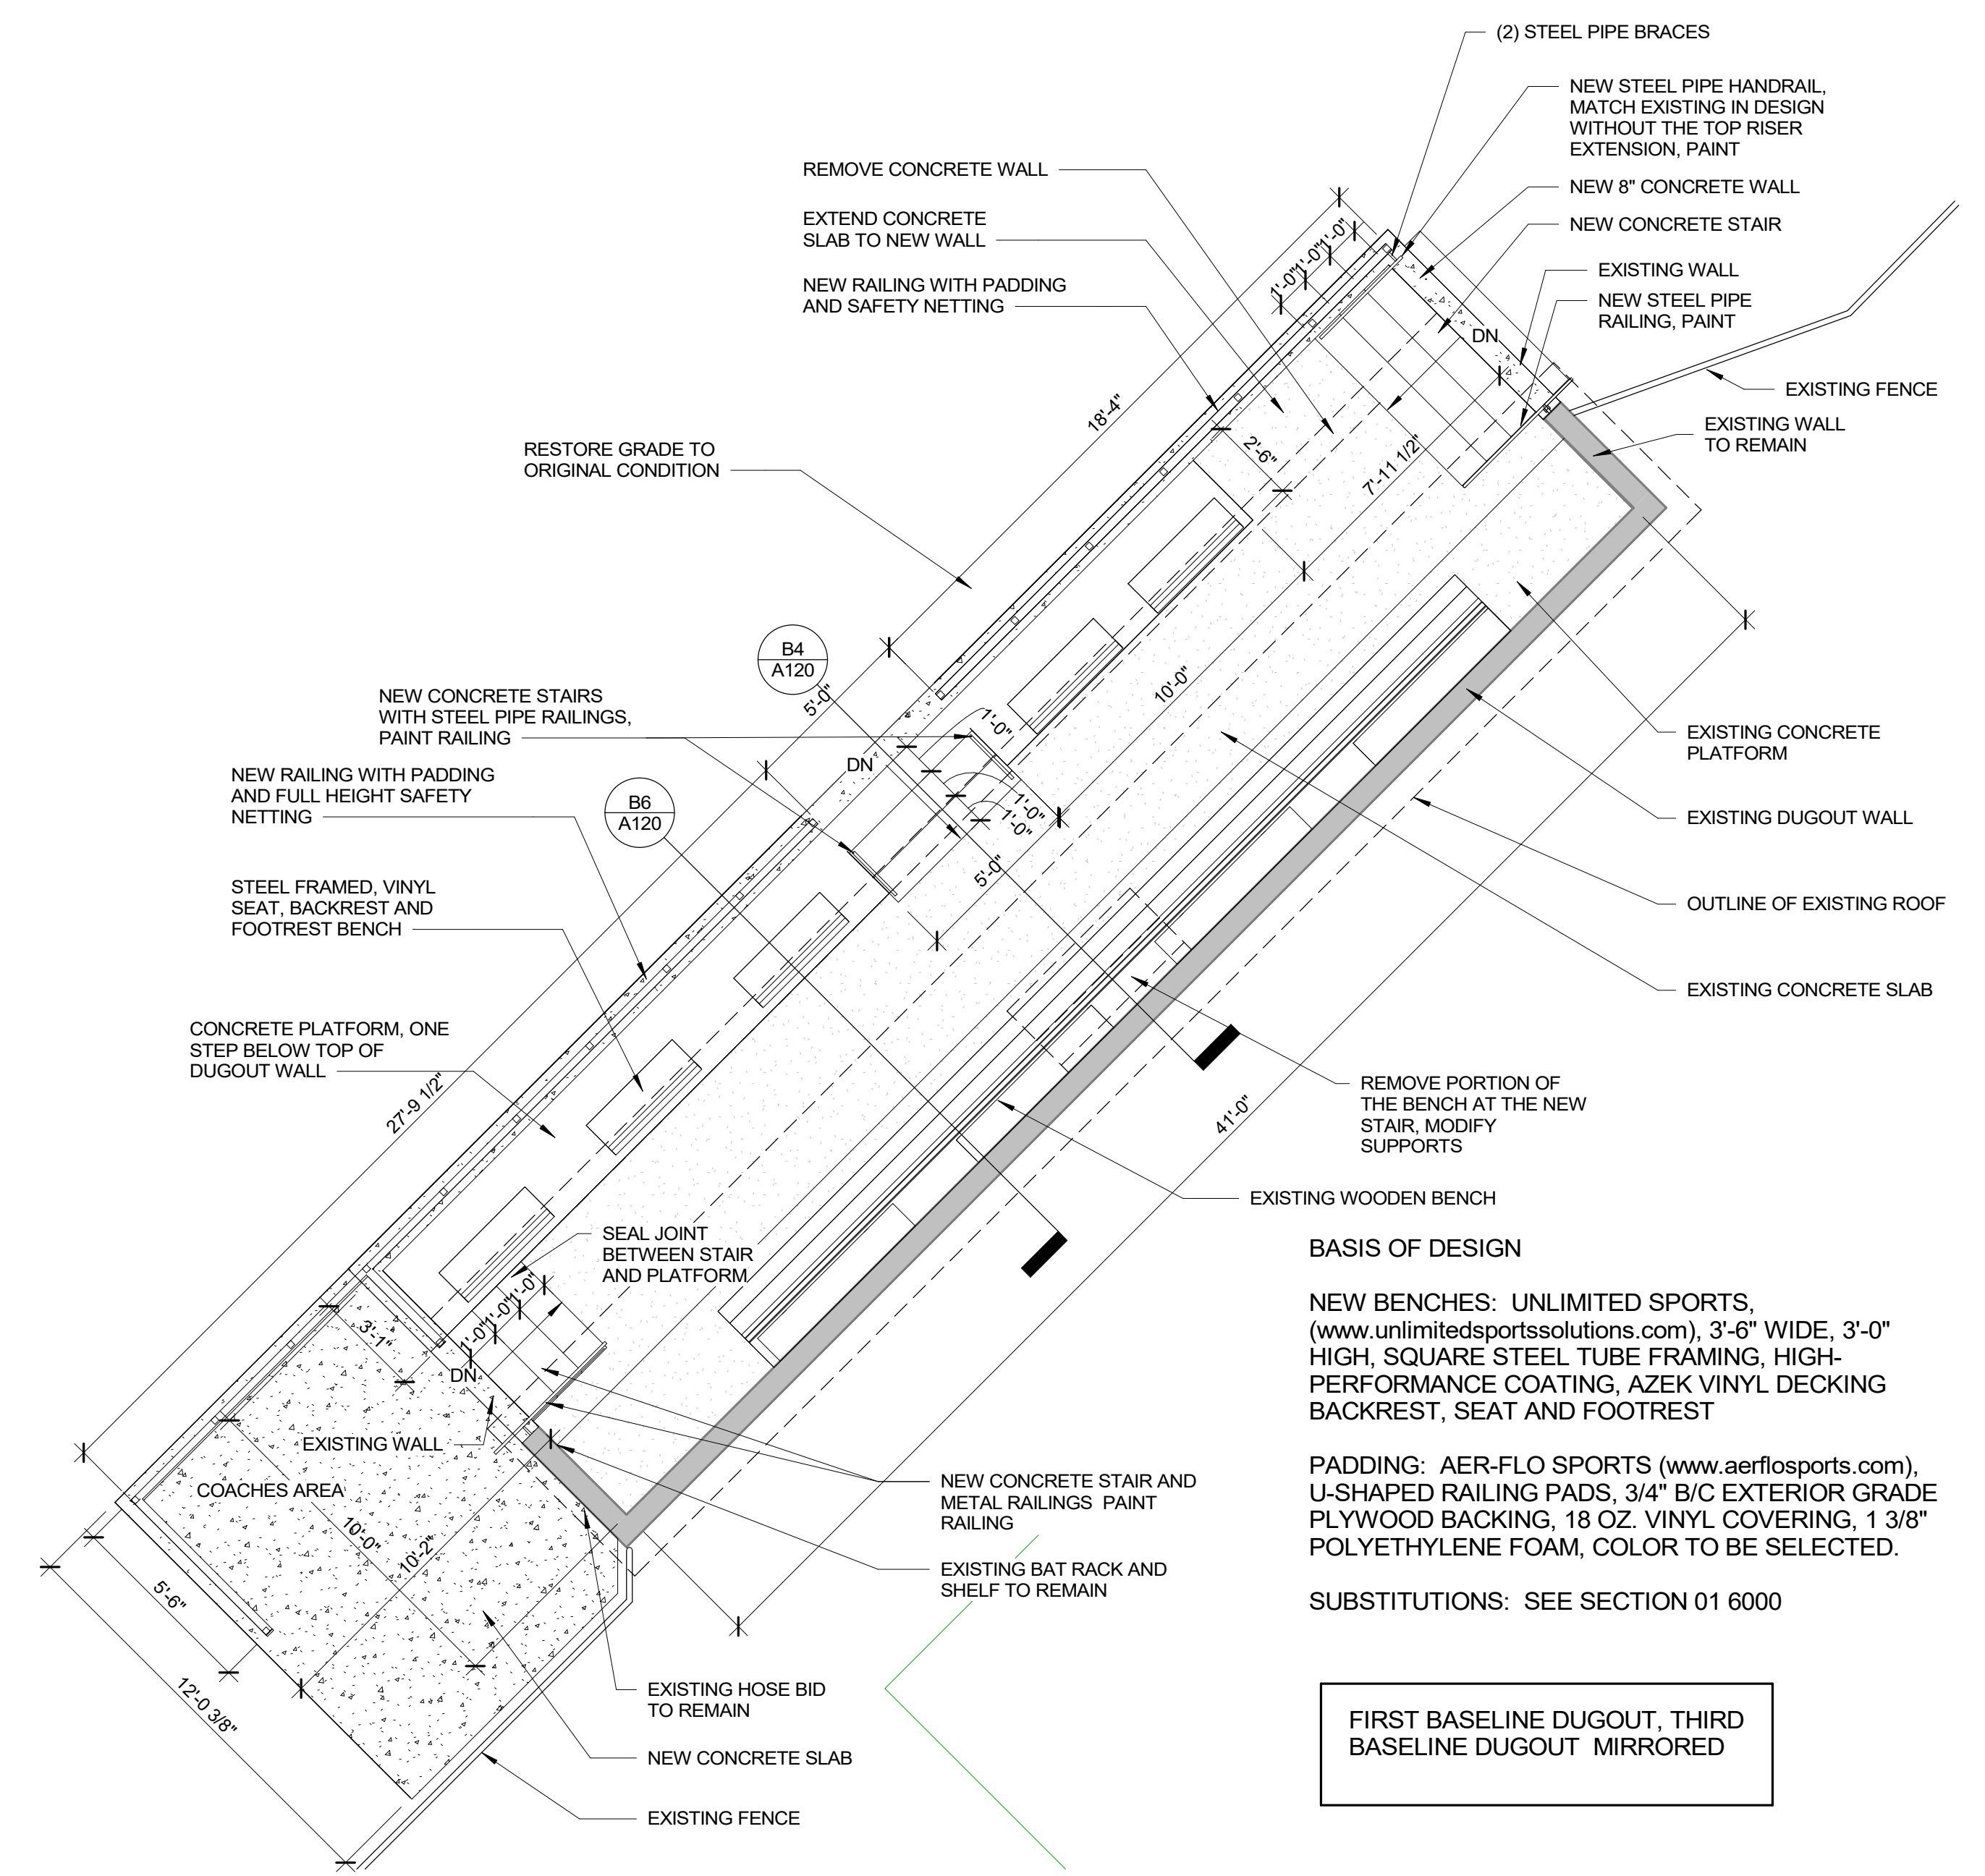 (2) STEEL PIPE BRACES
NEW STEEL PIPE HANDRAIL,
MATCH EXISTING IN DESIGN
WITHOUT THE TOP RISER
EXTENSION, PAINT
REMOVE CONCRETE WALL
NEW 8" CONCRETE WALL
EXTEND CONCRETE
SLAB TO NEW WALL
NEW CONCRETE STAIR
EXISTING WALL
NEW RAILING WITH PADDING
AND SAFETY NETTING
NEW STEEL PIPE
RAILING, PAINT
1'-0"
1'-0"
1'-0"
DN
EXISTING FENCE
18'-4"
EXISTING WALL
TO REMAIN
RESTORE GRADE TO
ORIGINAL CONDITION
2'-6"
7'-11 1/2"
B4
A120
5'-0"
10'-0"
NEW CONCRETE STAIRS
WITH STEEL PIPE RAILINGS,
PAINT RAILING
1'-0"
EXISTING CONCRETE
PLATFORM
DN
NEW RAILING WITH PADDING
AND FULL HEIGHT SAFETY
NETTING
B6
A120
1'-0"
1'-0"
EXISTING DUGOUT WALL
5'-0"
STEEL FRAMED, VINYL
SEAT, BACKREST AND
FOOTREST BENCH
OUTLINE OF EXISTING ROOF
EXISTING CONCRETE SLAB
CONCRETE PLATFORM, ONE
STEP BELOW TOP OF
DUGOUT WALL
27'-9 1/2"
REMOVE PORTION OF
THE BENCH AT THE NEW
STAIR, MODIFY
SUPPORTS
41'-0"
EXISTING WOODEN BENCH
SEAL JOINT
BETWEEN STAIR
AND PLATFORM
1'-0"
1'-0"
3'-1"
DN
EXISTING WALL
COACHES AREA
10'-0"
10'-2"
5'-6"
12'-0 3/8"
NEW CONCRETE STAIR AND
METAL RAILINGS PAINT
RAILING
EXISTING BAT RACK AND
SHELF TO REMAIN
EXISTING HOSE BID
TO REMAIN
NEW CONCRETE SLAB
EXISTING FENCE
BASIS OF DESIGN
NEW BENCHES: UNLIMITED SPORTS,
(www.unlimitedsportssolutions.com), 3'-6" WIDE, 3'-0"
HIGH, SQUARE STEEL TUBE FRAMING, HIGH-
PERFORMANCE COATING, AZEK VINYL DECKING
BACKREST, SEAT AND FOOTREST
PADDING: AER-FLO SPORTS (www.aerflosports.com),
U-SHAPED RAILING PADS, 3/4" B/C EXTERIOR GRADE
PLYWOOD BACKING, 18 OZ. VINYL COVERING, 1 3/8"
POLYETHYLENE FOAM, COLOR TO BE SELECTED.
SUBSTITUTIONS: SEE SECTION 01 6000
FIRST BASELINE DUGOUT, THIRD
BASELINE DUGOUT MIRRORED